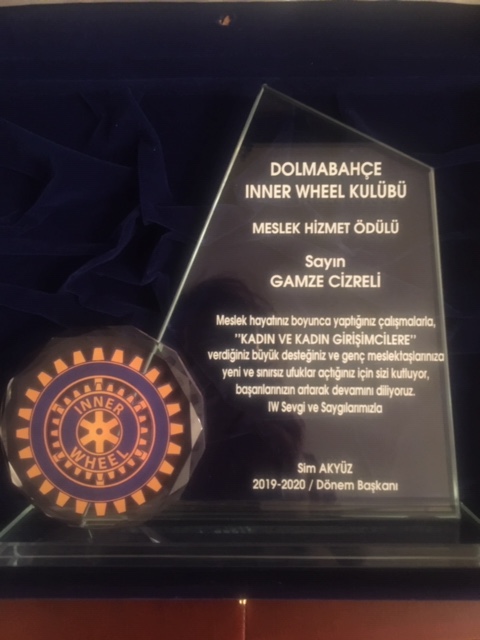 DOLMABAHÇE
INNER WHEEL KULÜBÜ
MESLEK HİZMET ÖDÜLÜ
Sayın
GAMZE CİZRELİ
Meslek hayatınız boyunca yaptığınız çalışmalarla,
"KADIN VE KADIN GİRİŞİMCİLERE"
verdiğiniz büyük desteğiniz ve genç meslektaşlarınıza
yeni ve sınırsız ufuklar açtığınız için sizi kutluyor,
başarılarınızın artarak devamını diliyoruz.
IW Sevgi ve Saygılarımızla
Sim AKYÜZ
2019-2020 / Dönem Başkanı
INNER
WHEEL